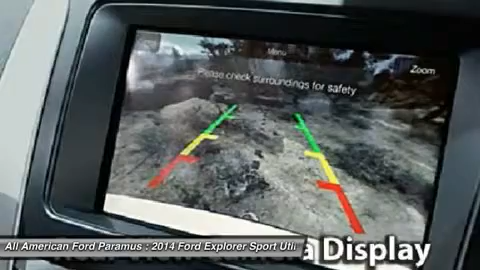 Menu
Zoom
Please check surroundings for safety
All American Ford Paramus : 2014 Ford Explorer Sport Util
Display